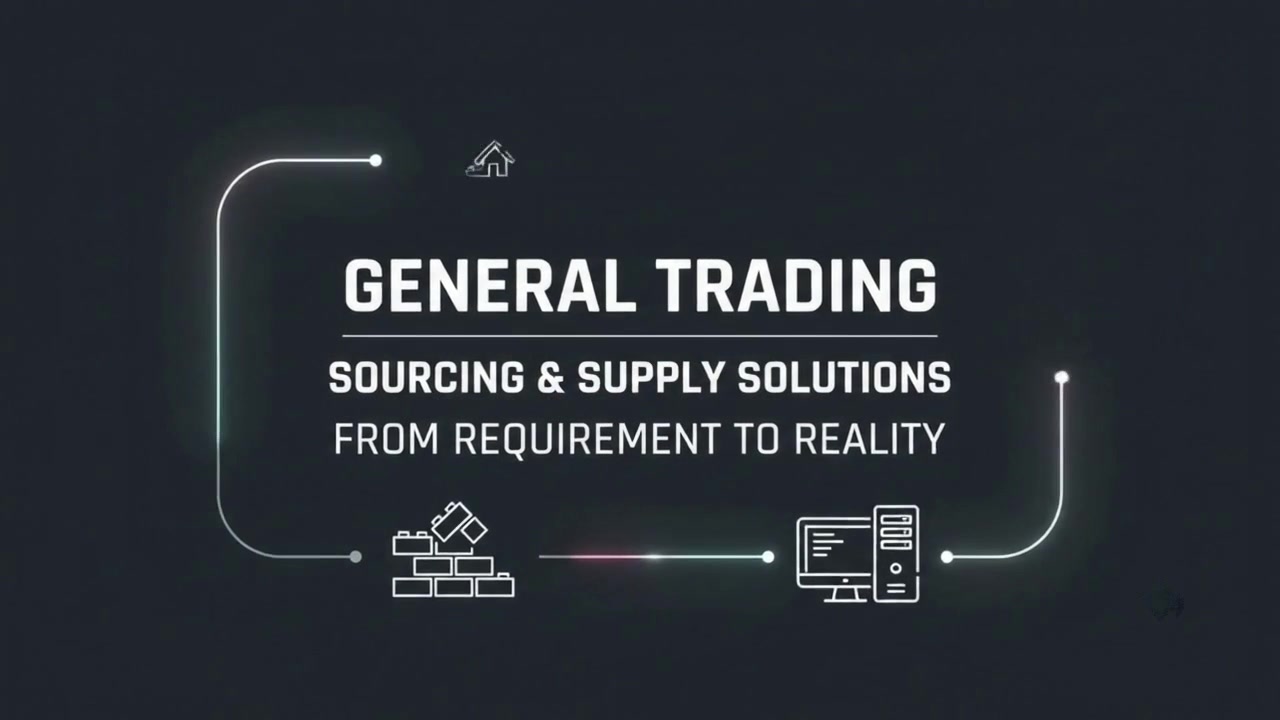 GENERAL TRADING
SOURCING & SUPPLY SOLUTIONS
FROM REQUIREMENT TO REALITY